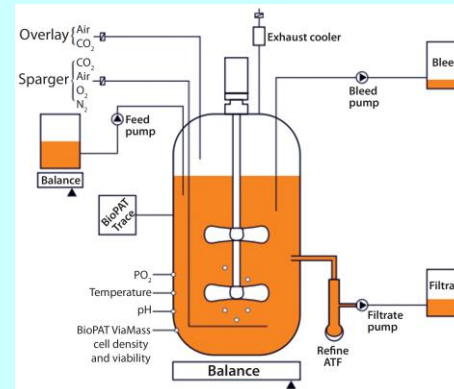 Overlay
Air
CO₂
Sparger
CO₂
Air
O₂
N₂
Exhaust cooler
Feed pump
Bleed pump
Balance
BioPAT Trace
PO₂
Temperature
pH
BioPAT ViaMass
cell density
and viability
Filtrate
pump
Refine
ATF
Balance